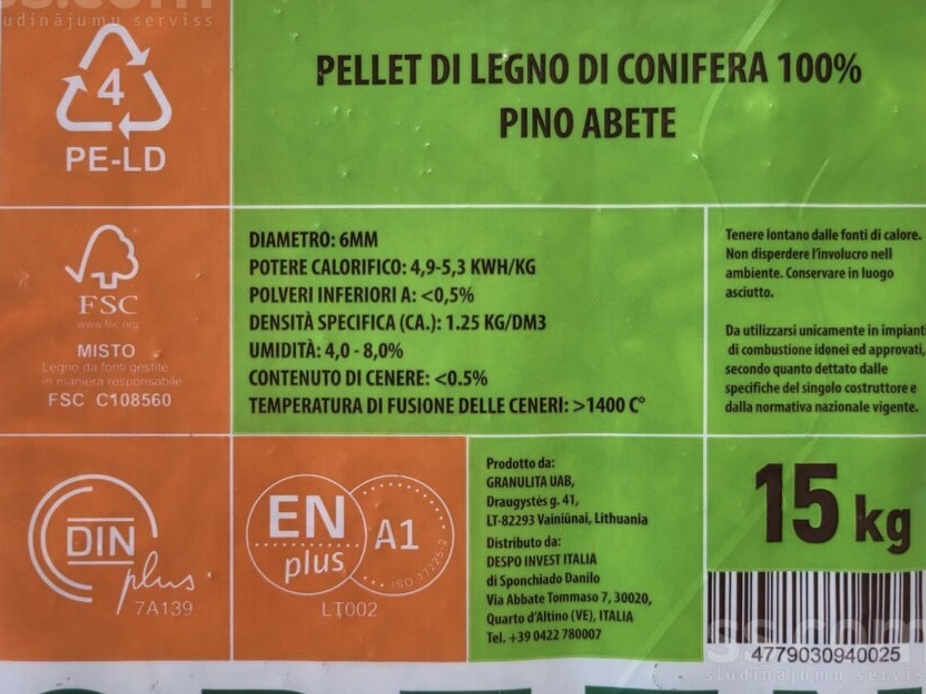 ss.com
sludinājumu serviss
4
PE-LD
PELLET DI LEGNO DI CONIFERA 100%
PINO ABETE
FSC
www.fsc.org
MISTO
Legno da fonti gestite
in maniera responsabile
FSC C108560
DIAMETRO: 6MM
POTERE CALORIFICO: 4,9-5,3 KWH/KG
POLVERI INFERIORI A: <0,5%
DENSITÀ SPECIFICA (CA.): 1.25 KG/DM3
UMIDITÀ: 4,0 - 8,0%
CONTENUTO DI CENERE: <0.5%
TEMPERATURA DI FUSIONE DELLE CENERI: >1400 C°
Tenere lontano dalle fonti di calore.
Non disperdere l'involucro nell
ambiente. Conservare in luogo
asciutto.
Da utilizzarsi unicamente in impianti
di combustione idonei ed approvati,
secondo quanto dettato dalle
specifiche del singolo costruttore e
dalla normativa nazionale vigente.
DIN
plus
7A139
EN
plus
A1
ISO 17225-2
LT002
Prodotto da:
GRANULITA UAB,
Draugystės g. 41,
LT-82293 Vainiūnai, Lithuania
Distribuito da:
DESPO INVEST ITALIA
di Sponchiado Danilo
Via Abbate Tommaso 7, 30020,
Quarto d'Altino (VE), ITALIA
Tel. +39 0422 780007
15 kg
4779030940025
ss.com
sludinājumu serviss